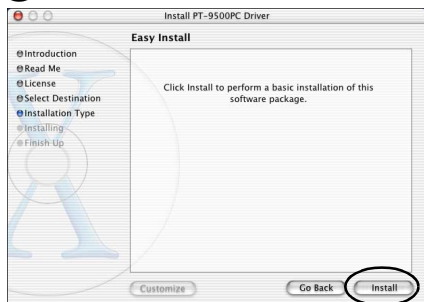 Install PT-9500PC Driver
Easy Install
Introduction
Read Me
License
Select Destination
Installation Type
Installing
Finish Up
Click Install to perform a basic installation of this
software package.
Customize
Go Back
Install